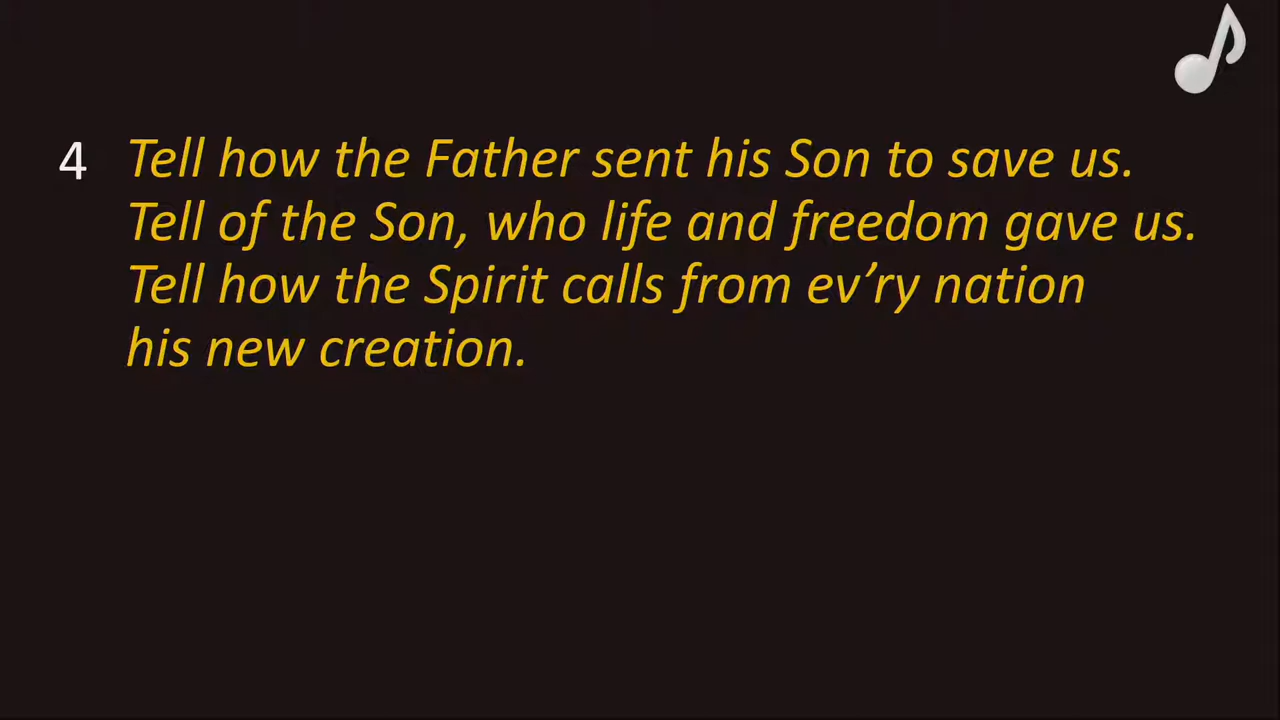 4 Tell how the Father sent his Son to save us.
Tell of the Son, who life and freedom gave us.
Tell how the Spirit calls from ev’ry nation
his new creation.